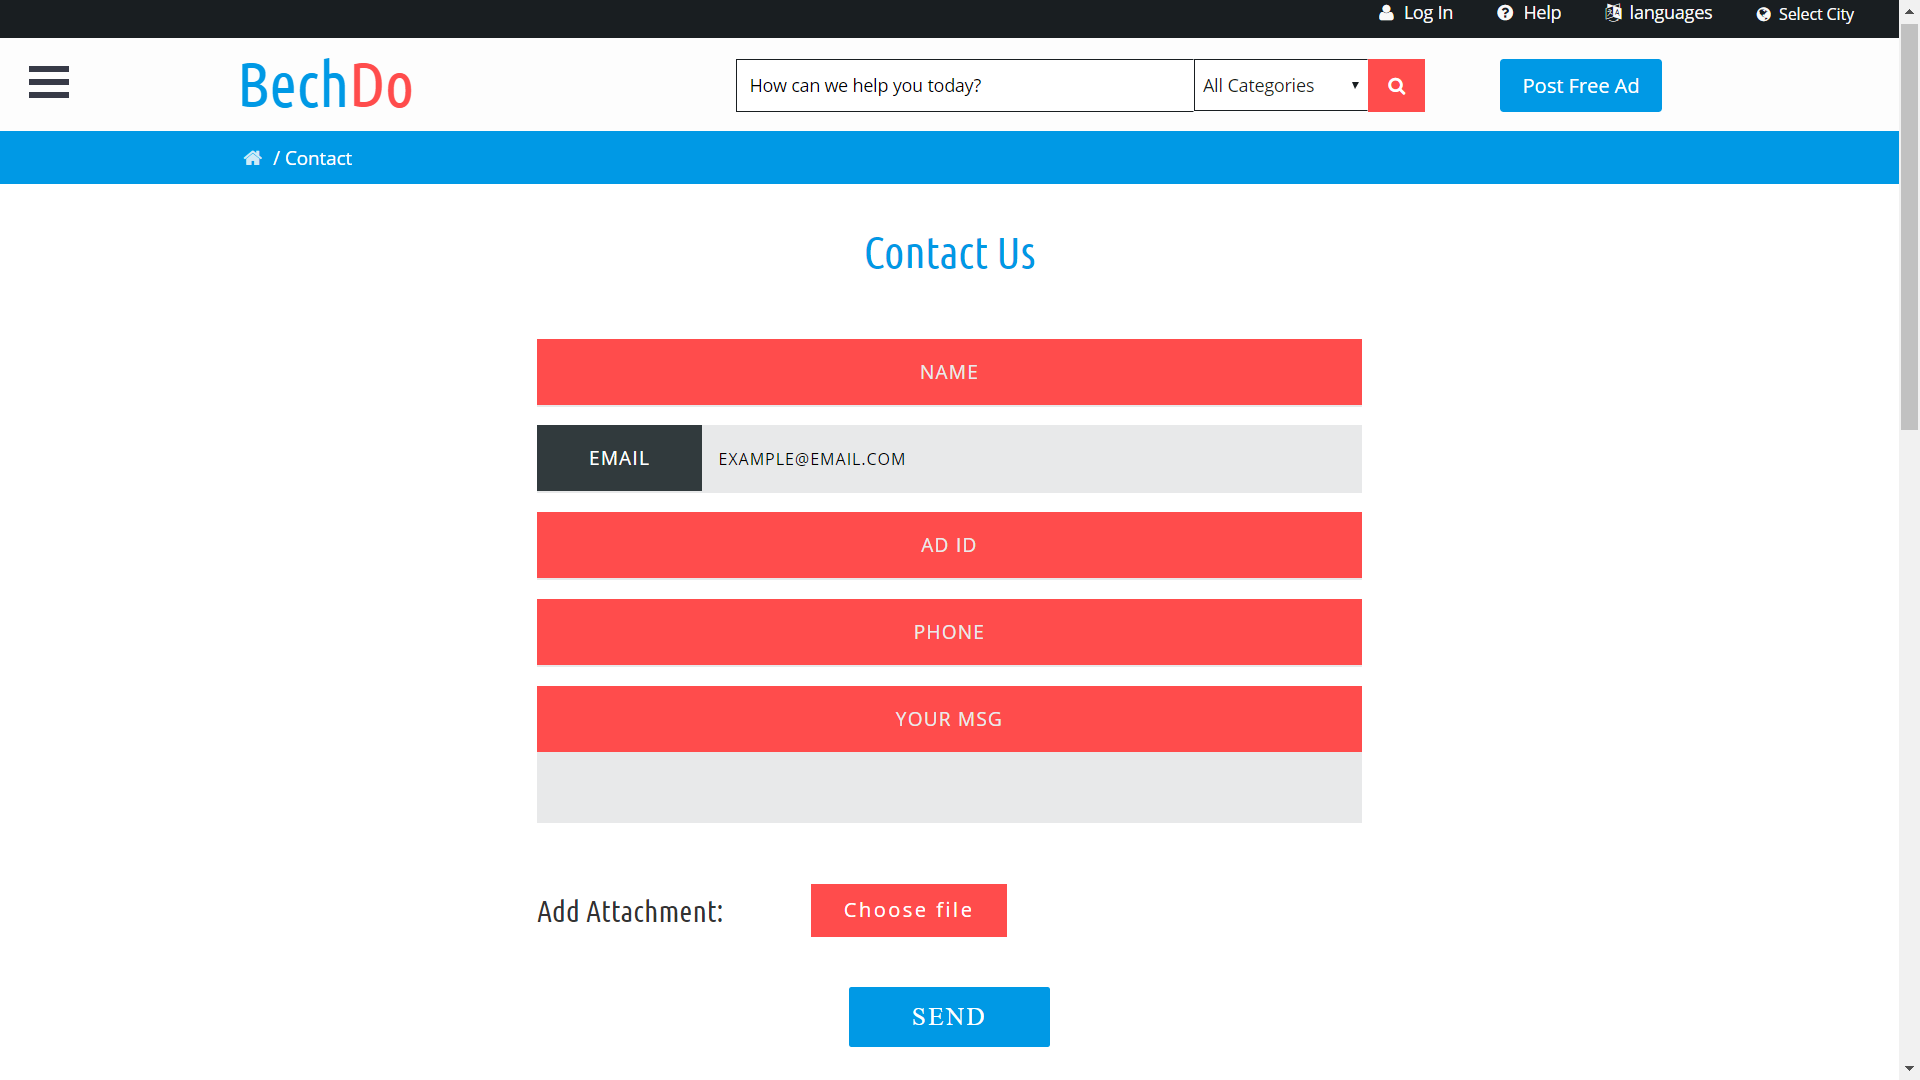 Log In
Help
languages
Select City
BechDo
How can we help you today?
All Categories
Post Free Ad
/ Contact
Contact Us
NAME
EMAIL
EXAMPLE@EMAIL.COM
AD ID
PHONE
YOUR MSG
Add Attachment:
Choose file
SEND